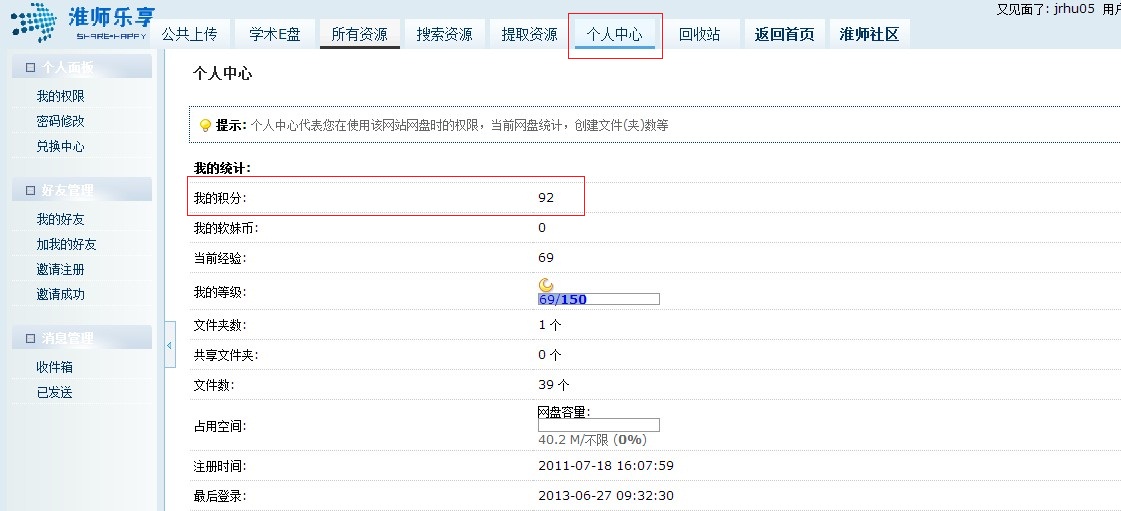 淮师乐享
SHARE-HAPPY
又见面了: jrhu05 用户
公共上传 学术E盘 所有资源 搜索资源 提取资源 个人中心 回收站 返回首页 淮师社区
个人面板
我的权限
密码修改
兑换中心
好友管理
我的好友
加我的好友
邀请注册
邀请成功
消息管理
收件箱
已发送
个人中心
提示: 个人中心代表您在使用该网站网盘时的权限，当前网盘统计，创建文件(夹)数等
我的统计:
我的积分: 92
我的软妹币: 0
当前经验: 69
我的等级: 69/150
文件夹数: 1 个
共享文件夹: 0 个
文件数: 39 个
占用空间: 网盘容量:
40.2 M/不限 (0%)
注册时间: 2011-07-18 16:07:59
最后登录: 2013-06-27 09:32:30